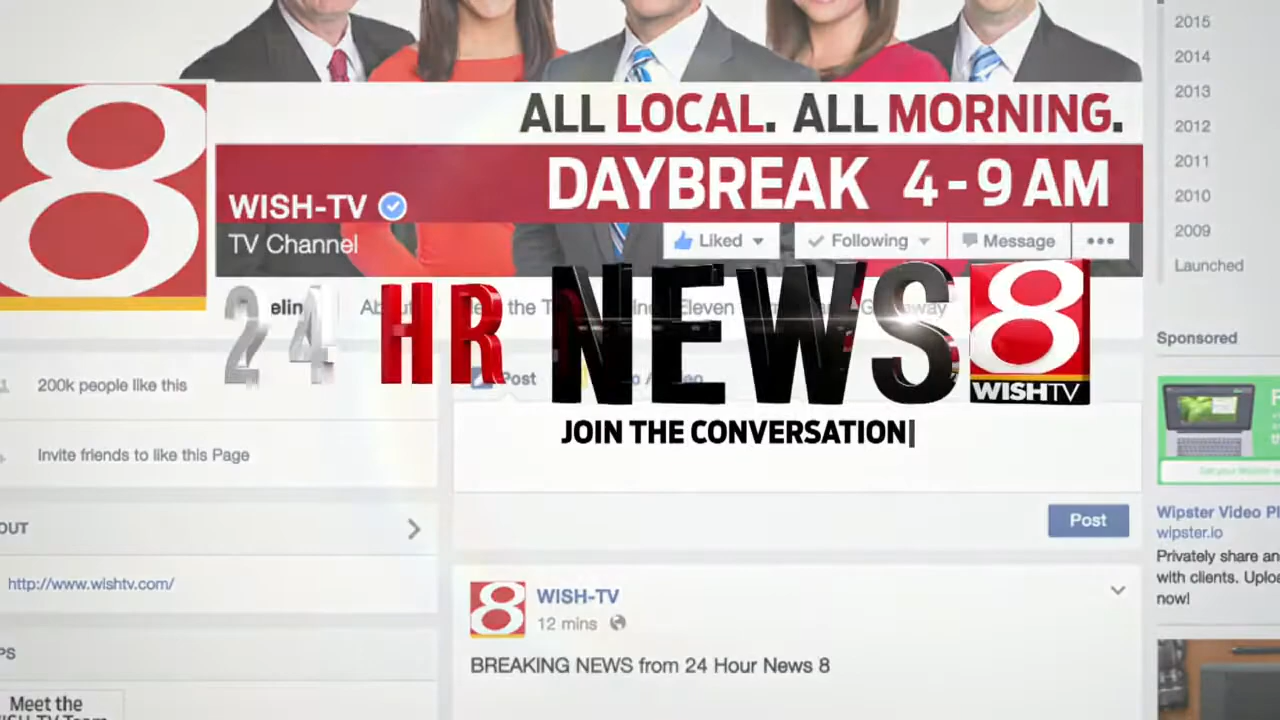 2015
2014
2013
2012
2011
2010
2009
Launched
ALL LOCAL. ALL MORNING.
DAYBREAK 4-9 AM
8
WISH-TV
TV Channel
Liked
Following
Message
24 HR NEWS 8
WISHTV
JOIN THE CONVERSATION
Post
200k people like this
Invite friends to like this Page
OUT
http://www.wishtv.com/
PS
Meet the
Post
8 WISH-TV
12 mins
BREAKING NEWS from 24 Hour News 8
Sponsored
Wipster Video Pl
wipster.io
Privately share an
with clients. Uploa
now!